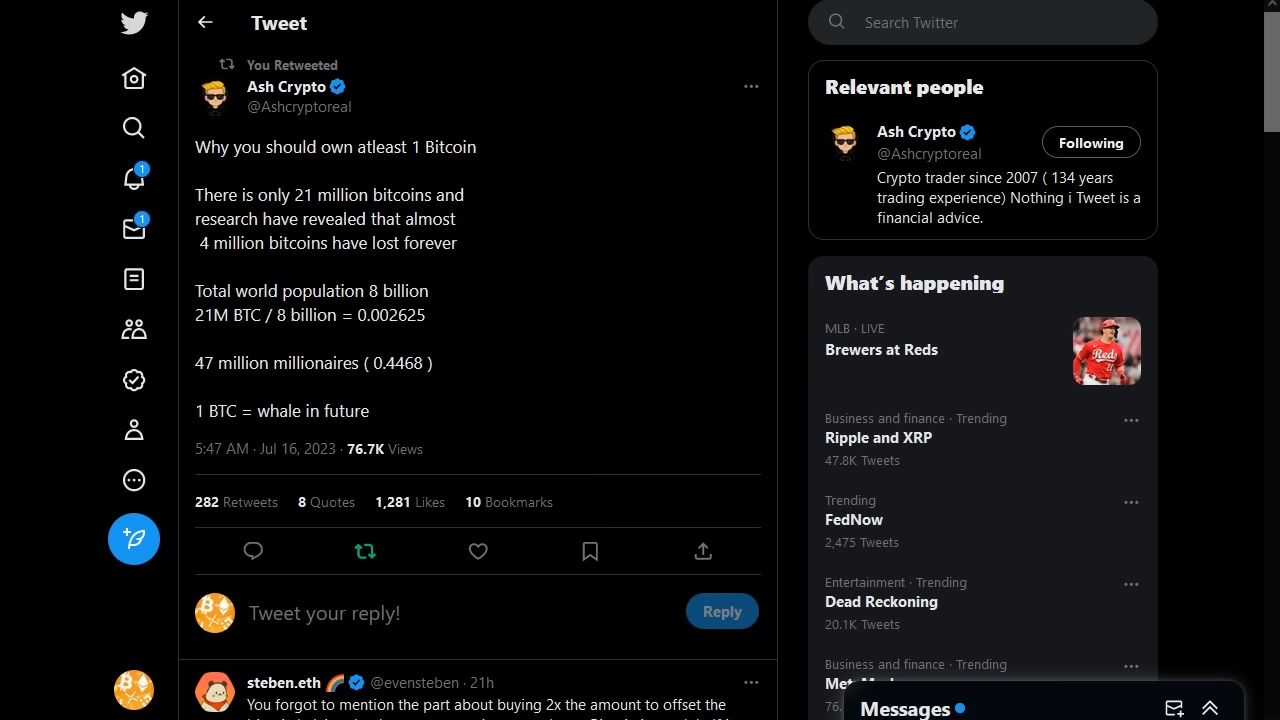 Tweet
You Retweeted
Ash Crypto
@Ashcryptoreal
Why you should own atleast 1 Bitcoin
There is only 21 million bitcoins and
research have revealed that almost
4 million bitcoins have lost forever
Total world population 8 billion
21M BTC / 8 billion = 0.002625
47 million millionaires ( 0.4468 )
1 BTC = whale in future
5:47 AM · Jul 16, 2023 · 76.7K Views
282 Retweets 8 Quotes 1,281 Likes 10 Bookmarks
Tweet your reply!
Reply
steben.eth 🌈 @evensteben · 21h
You forgot to mention the part about buying 2x the amount to offset the
1
1
Search Twitter
Relevant people
Ash Crypto
@Ashcryptoreal
Following
Crypto trader since 2007 ( 134 years
trading experience) Nothing i Tweet is a
financial advice.
What's happening
MLB · LIVE
Brewers at Reds
Reds
Business and finance · Trending
Ripple and XRP
47.8K Tweets
Trending
FedNow
2,475 Tweets
Entertainment · Trending
Dead Reckoning
20.1K Tweets
Business and finance · Trending
Messages